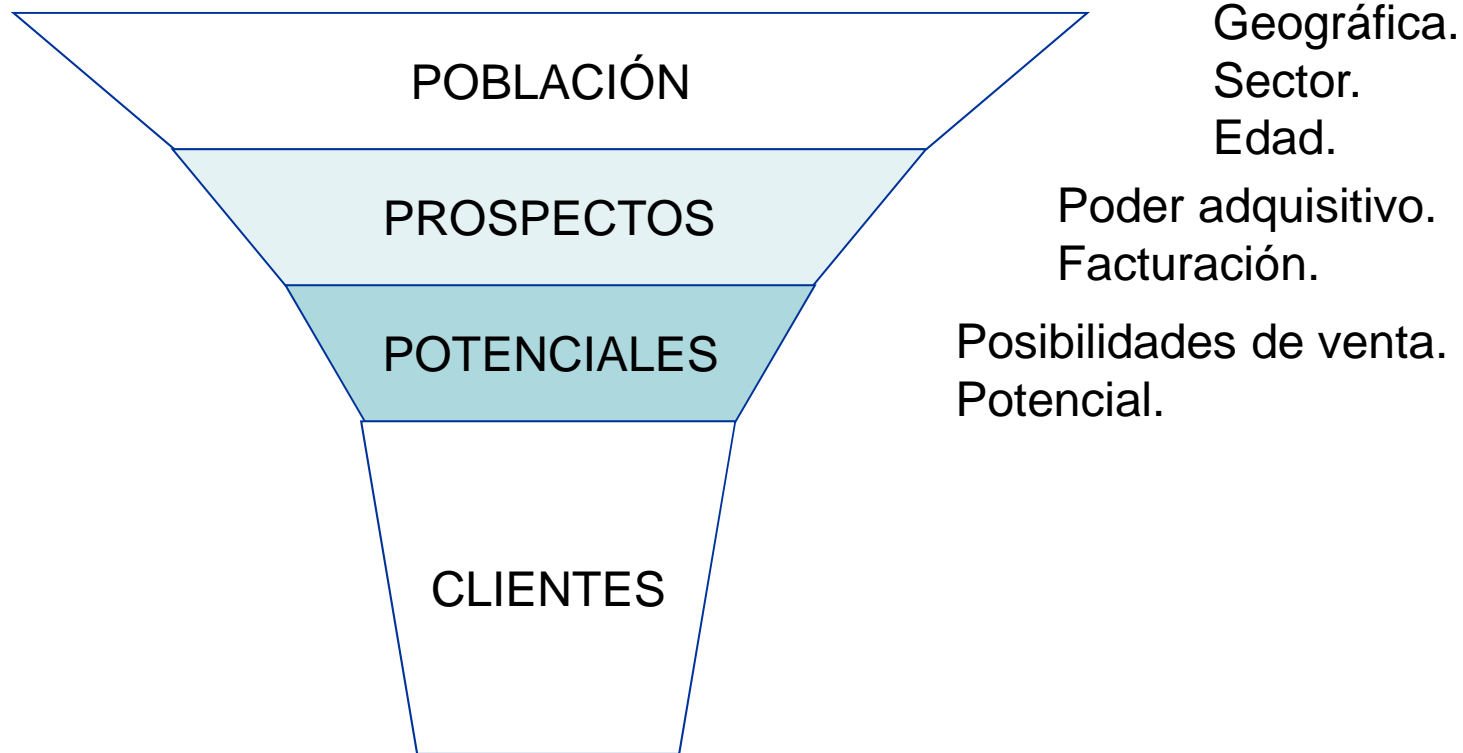 POBLACIÓN
Geográfica.
Sector.
Edad.
PROSPECTOS
Poder adquisitivo.
Facturación.
POTENCIALES
Posibilidades de venta.
Potencial.
CLIENTES